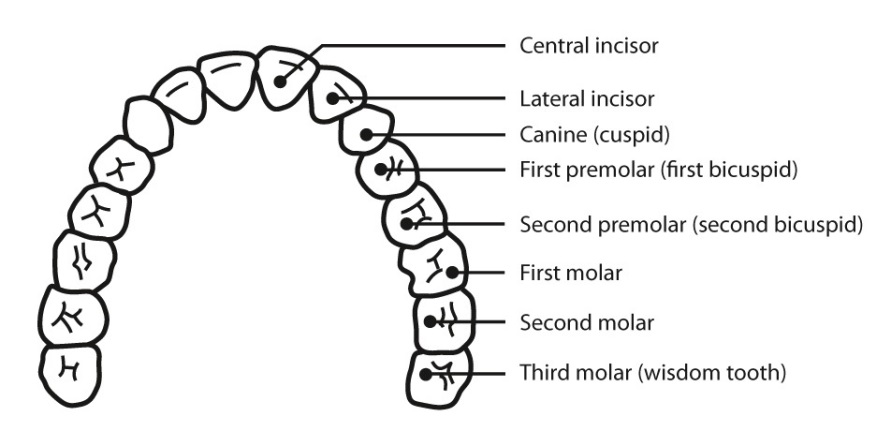 Central incisor
Lateral incisor
Canine (cuspid)
First premolar (first bicuspid)
Second premolar (second bicuspid)
First molar
Second molar
Third molar (wisdom tooth)